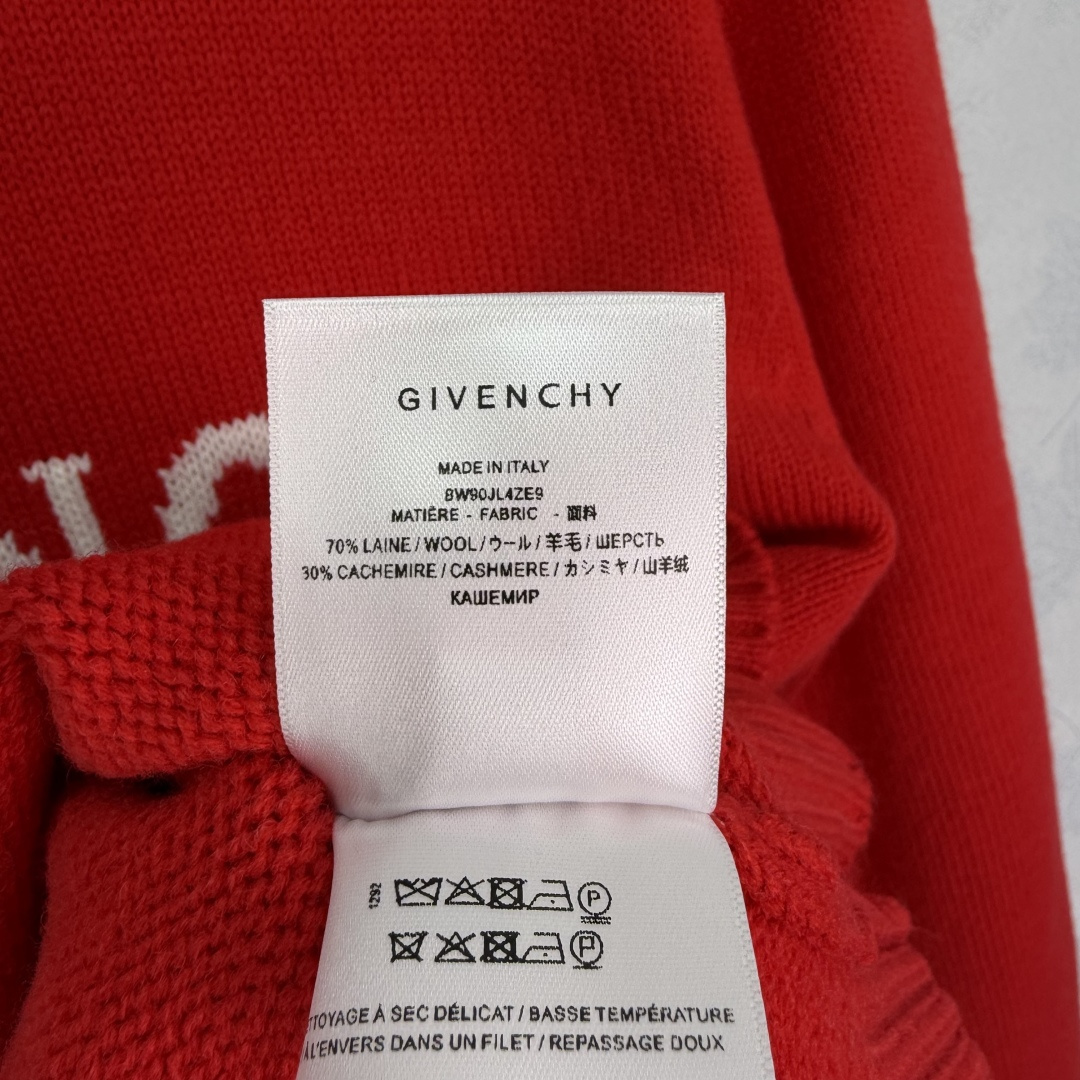 GIVENCHY
MADE IN ITALY
BW90JL4ZE9
MATIÈRE - FABRIC - 面料
70% LAINE / WOOL / ウール / 羊毛 / ШЕРСТЬ
30% CACHEMIRE / CASHMERE / カシミヤ / 山羊绒
КАШЕМИР
1292
P
P
TTOYAGE À SEC DÉLICAT / BASSE TEMPÉRATURE
À L'ENVERS DANS UN FILET / REPASSAGE DOUX